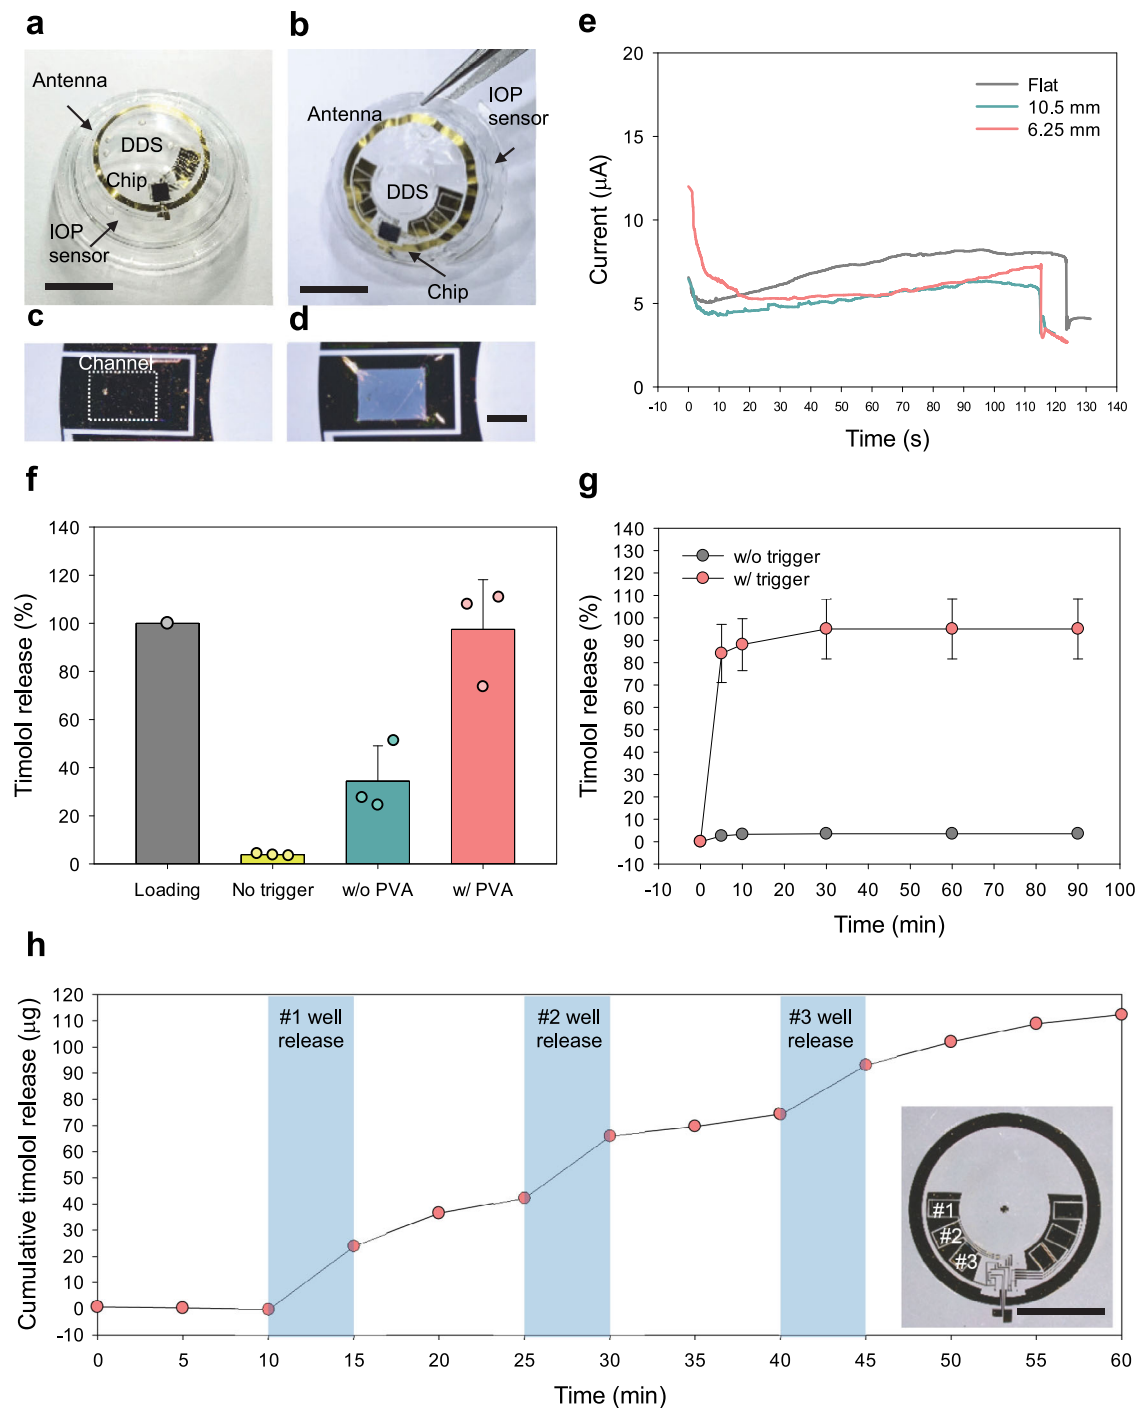 a
Antenna
DDS
Chip
IOP
sensor
b
IOP
sensor
Antenna
DDS
Chip
c
Channel
d
e
20
15
10
5
0
Current (μA)
Flat
10.5 mm
6.25 mm
-10 0 10 20 30 40 50 60 70 80 90 100 110 120 130 140
Time (s)
f
140
120
100
80
60
40
20
0
Timolol release (%)
Loading No trigger w/o PVA w/ PVA
g
140
130
120
110
100
90
80
70
60
50
40
30
20
10
0
-10
Timolol release (%)
w/o trigger
w/ trigger
-10 0 10 20 30 40 50 60 70 80 90 100
Time (min)
h
120
110
100
90
80
70
60
50
40
30
20
10
0
-10
Cumulative timolol release (μg)
#1 well
release
#2 well
release
#3 well
release
#1
#2
#3
0 5 10 15 20 25 30 35 40 45 50 55 60
Time (min)